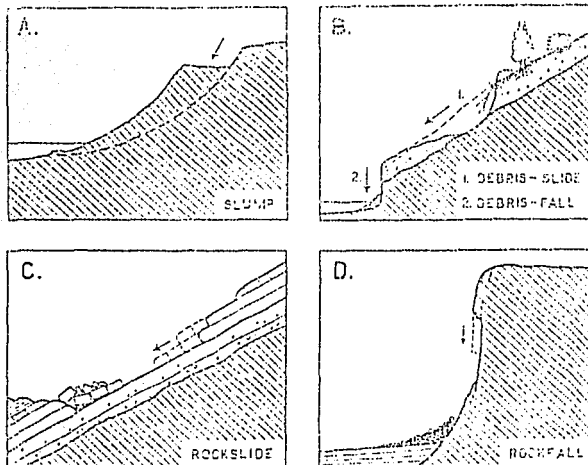 A.
SLUMP
B.
1.
2.
1. DEBRIS-SLIDE
2. DEBRIS-FALL
C.
ROCKSLIDE
D.
ROCKFALL